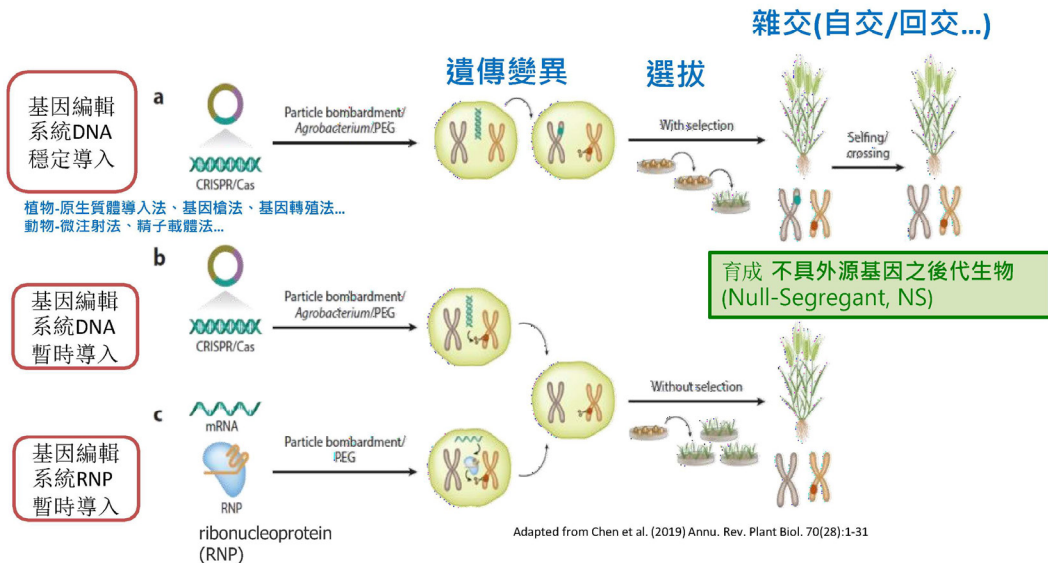 雜交(自交/回交...)
遺傳變異
選拔
基因編輯
系統DNA
穩定導入
a
CRISPR/Cas
Particle bombardment/
Agrobacterium/PEG
With selection
Selfing/
crossing
植物-原生質體導入法、基因槍法、基因轉殖法...
動物-微注射法、精子載體法...
育成 不具外源基因之後代生物
(Null-Segregant, NS)
b
基因編輯
系統DNA
暫時導入
CRISPR/Cas
Particle bombardment/
Agrobacterium/PEG
Without selection
c
基因編輯
系統RNP
暫時導入
mRNA
RNP
Particle bombardment/
PEG
ribonucleoprotein
(RNP)
Adapted from Chen et al. (2019) Annu. Rev. Plant Biol. 70(28):1-31